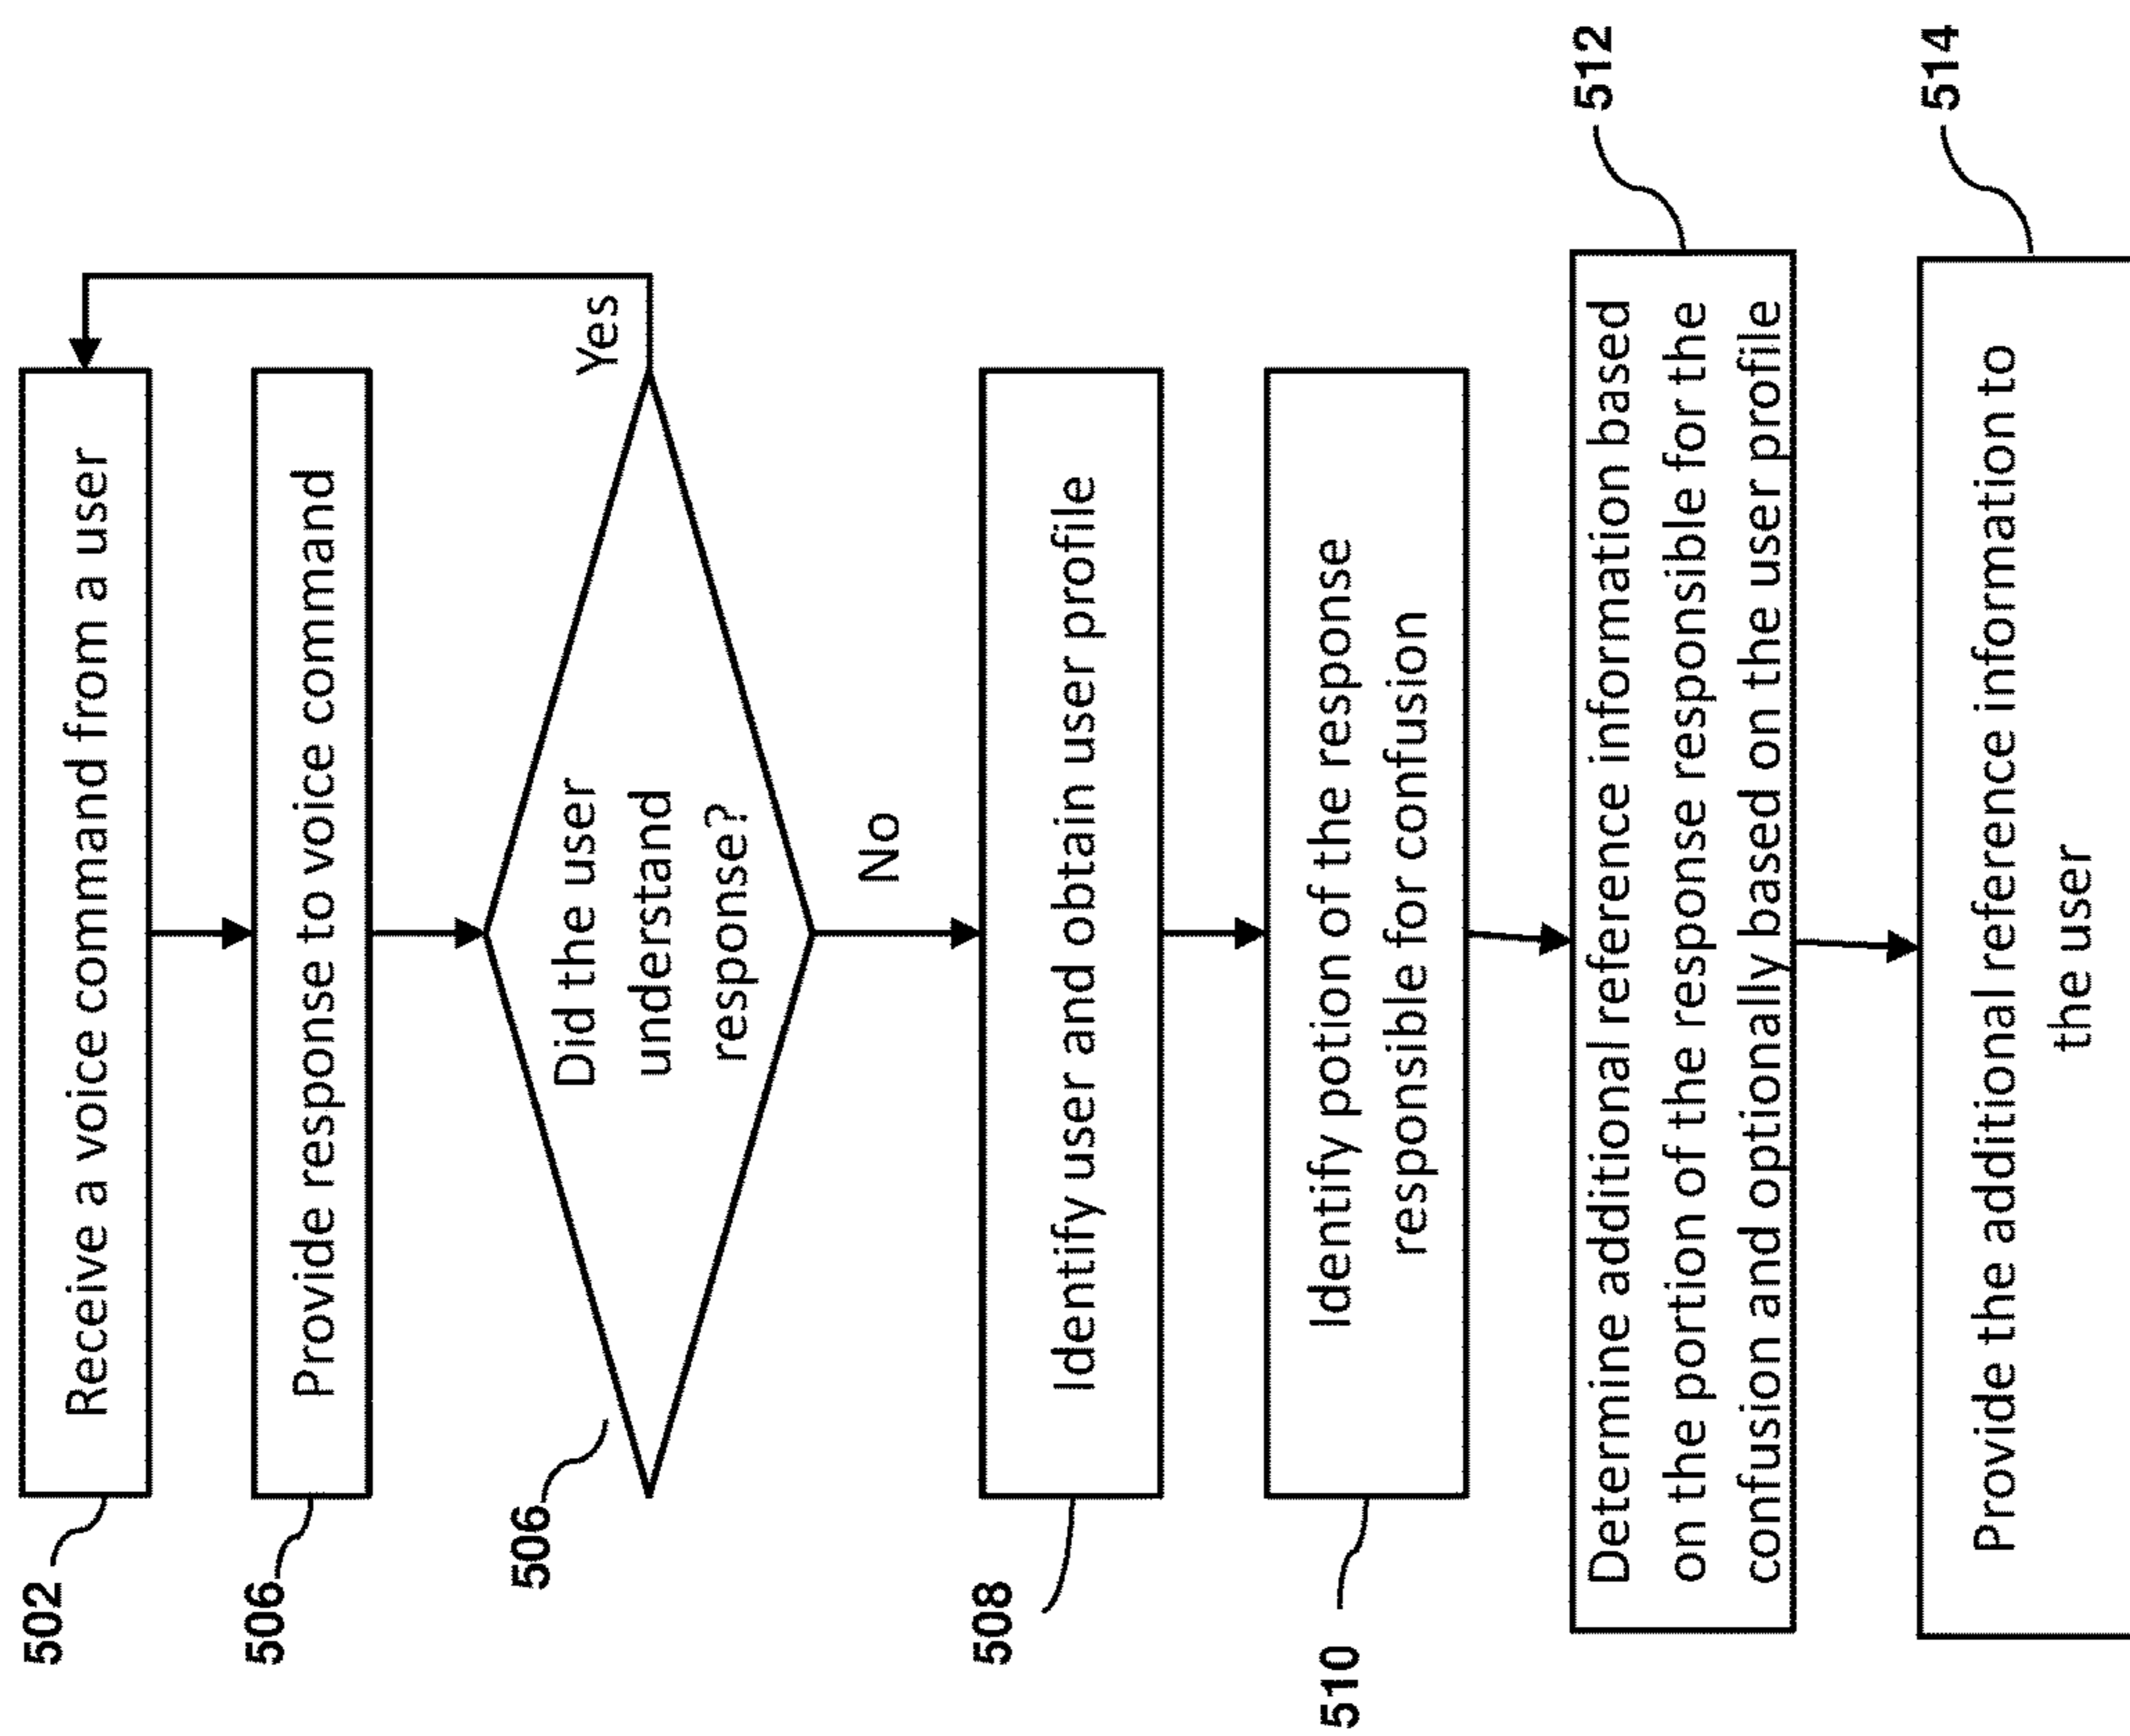 502
Receive a voice command from a user
506
Provide response to voice command
506
Did the user
understand
response?
Yes
No
508
Identify user and obtain user profile
510
Identify potion of the response
responsible for confusion
512
Determine additional reference information based
on the portion of the response responsible for the
confusion and optionally based on the user profile
514
Provide the additional reference information to
the user